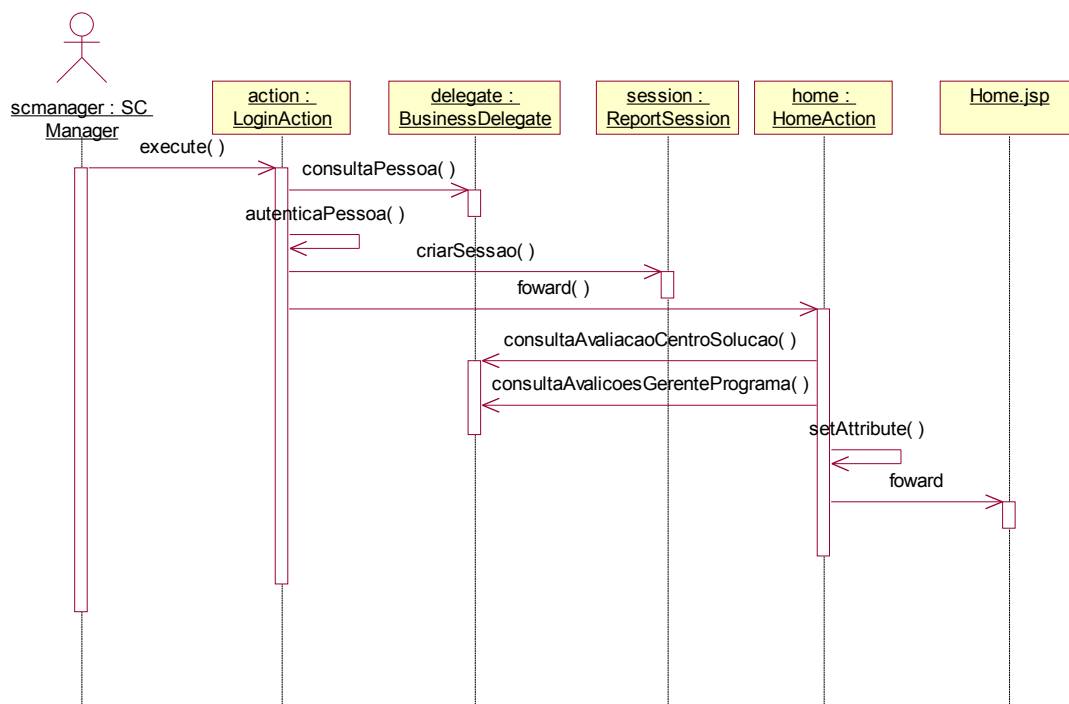 scmanager : SC
Manager
action :
LoginAction
delegate :
BusinessDelegate
session :
ReportSession
home :
HomeAction
Home.jsp
execute( )
consultaPessoa( )
autenticaPessoa( )
criarSessao( )
foward( )
consultaAvaliacaoCentroSolucao( )
consultaAvalicoesGerentePrograma( )
setAttribute( )
foward